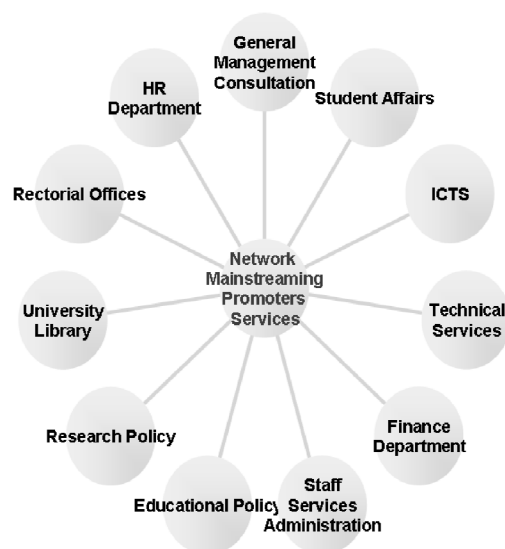 General
Management
Consultation
Student Affairs
ICTS
Technical
Services
Finance
Department
Staff
Services
Administration
Educational Policy
Research Policy
University
Library
Rectorial Offices
HR
Department
Network
Mainstreaming
Promoters
Services